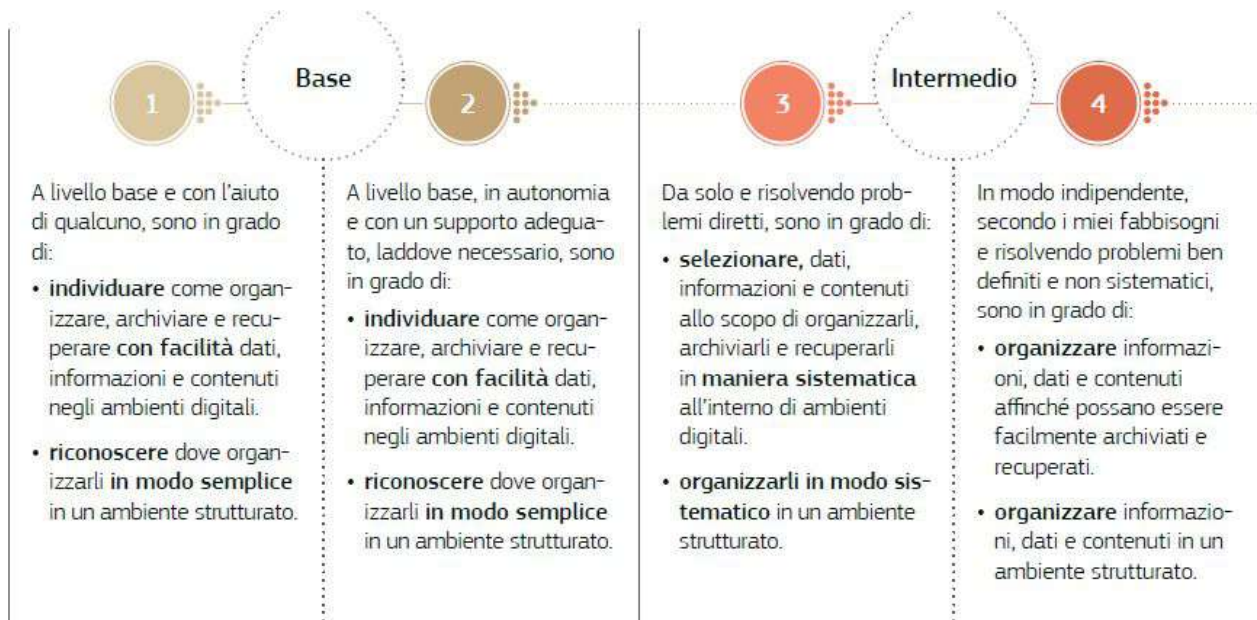 Base
Intermedio
1
2
3
4
A livello base e con l'aiuto
di qualcuno, sono in grado
di:
• individuare come organ-
izzare, archiviare e recu-
perare con facilità dati,
informazioni e contenuti
negli ambienti digitali.
• riconoscere dove organ-
izzarli in modo semplice
in un ambiente strutturato.
A livello base, in autonomia
e con un supporto adegua-
to, laddove necessario, sono
in grado di:
• individuare come organ-
izzare, archiviare e recu-
perare con facilità dati,
informazioni e contenuti
negli ambienti digitali.
• riconoscere dove organ-
izzarli in modo semplice
in un ambiente strutturato.
Da solo e risolvendo prob-
lemi diretti, sono in grado di:
• selezionare, dati,
informazioni e contenuti
allo scopo di organizzarli,
archiviarli e recuperarli
in maniera sistematica
all'interno di ambienti
digitali.
• organizzarli in modo sis-
tematico in un ambiente
strutturato.
In modo indipendente,
secondo i miei fabbisogni
e risolvendo problemi ben
definiti e non sistematici,
sono in grado di:
• organizzare informazi-
oni, dati e contenuti
affinché possano essere
facilmente archiviati e
recuperati.
• organizzare informazio-
ni, dati e contenuti in un
ambiente strutturato.